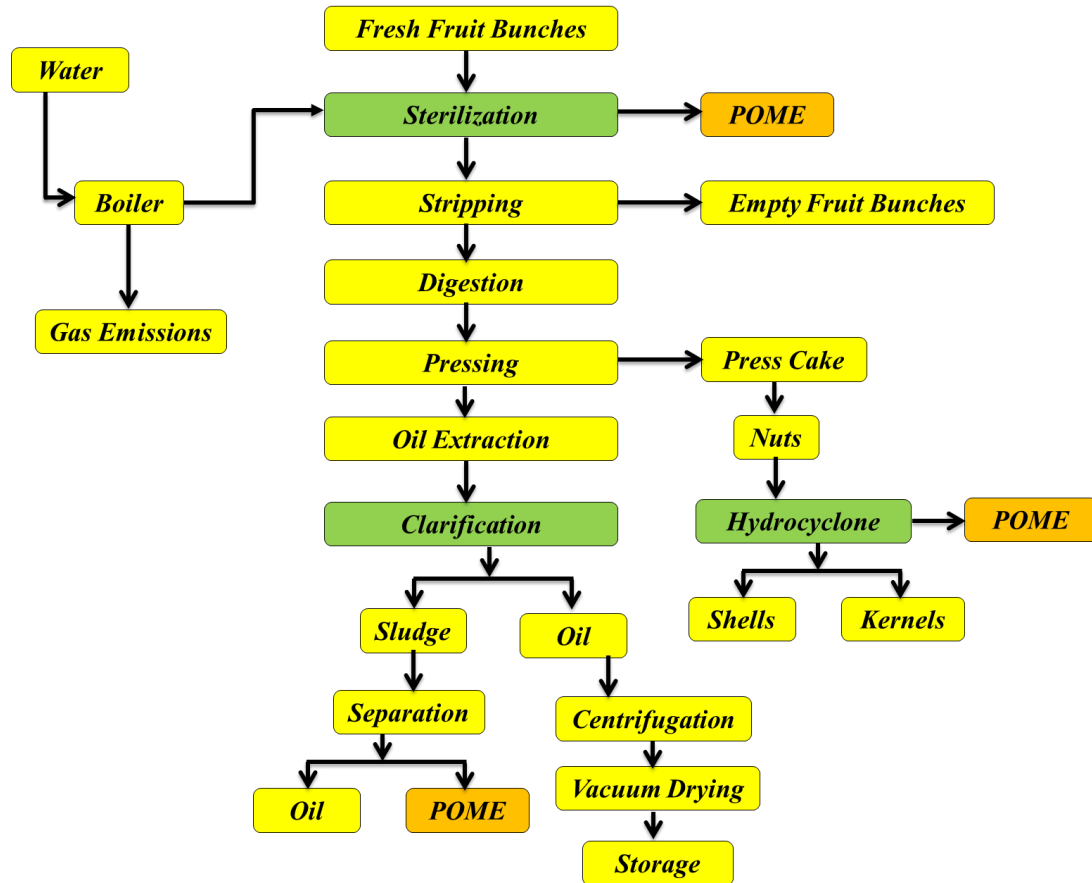 Fresh Fruit Bunches
Water
Sterilization
POME
Boiler
Stripping
Empty Fruit Bunches
Digestion
Gas Emissions
Pressing
Press Cake
Oil Extraction
Nuts
Clarification
Hydrocyclone
POME
Sludge
Oil
Shells
Kernels
Separation
Centrifugation
Oil
POME
Vacuum Drying
Storage